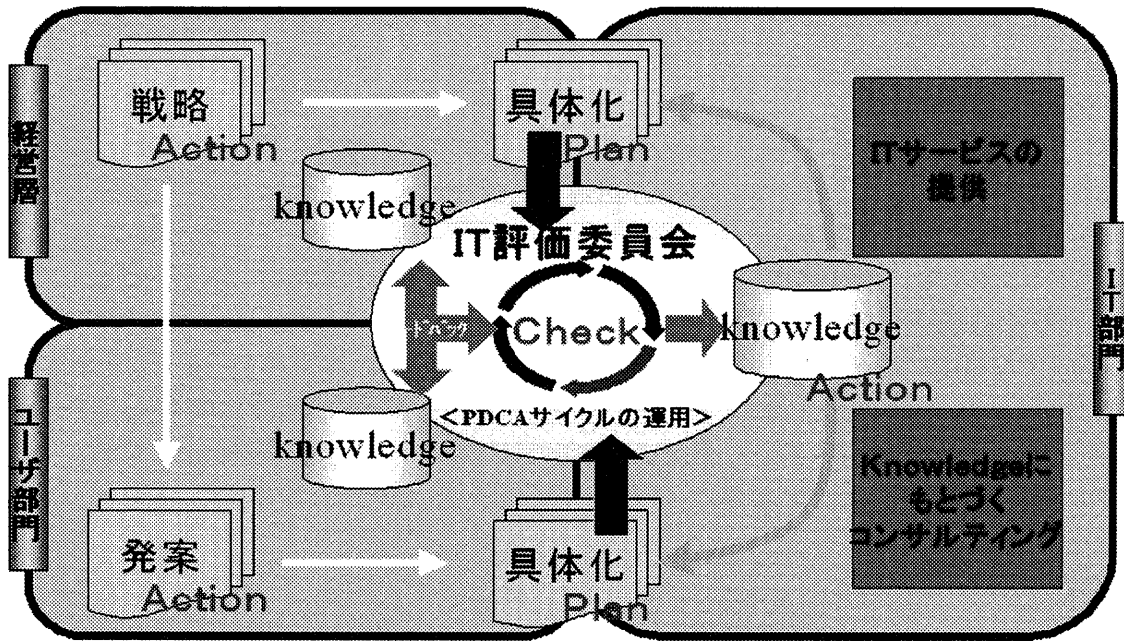 経営層
戦略
Action
具体化
Plan
ITサービスの
提供
knowledge
IT評価委員会
Check
knowledge
Action
IT部門
<PDCAサイクルの運用>
knowledge
ユーザ部門
発案
Action
具体化
Plan
Knowledgeに
もとづく
コンサルティング